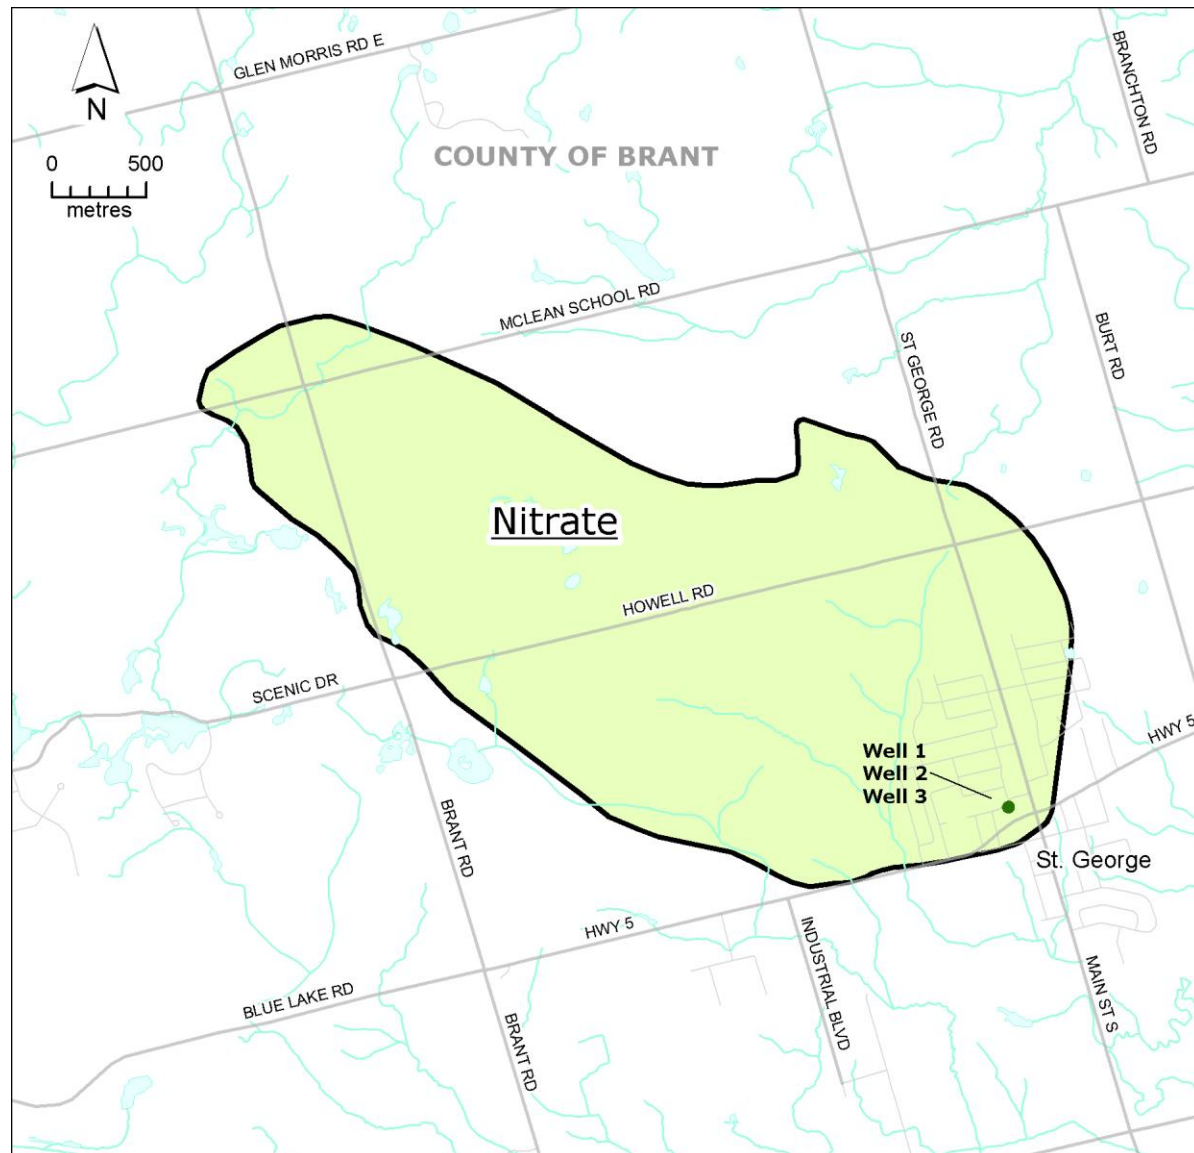 GLEN MORRIS RD E
BRANCHTON RD
N
0 500
metres
COUNTY OF BRANT
MCLEAN SCHOOL RD
ST GEORGE RD
BURT RD
Nitrate
HOWELL RD
SCENIC DR
HWY 5
Well 1
Well 2
Well 3
BRANT RD
St. George
HWY 5
INDUSTRIAL BLVD
MAIN ST S
BLUE LAKE RD
BRANT RD